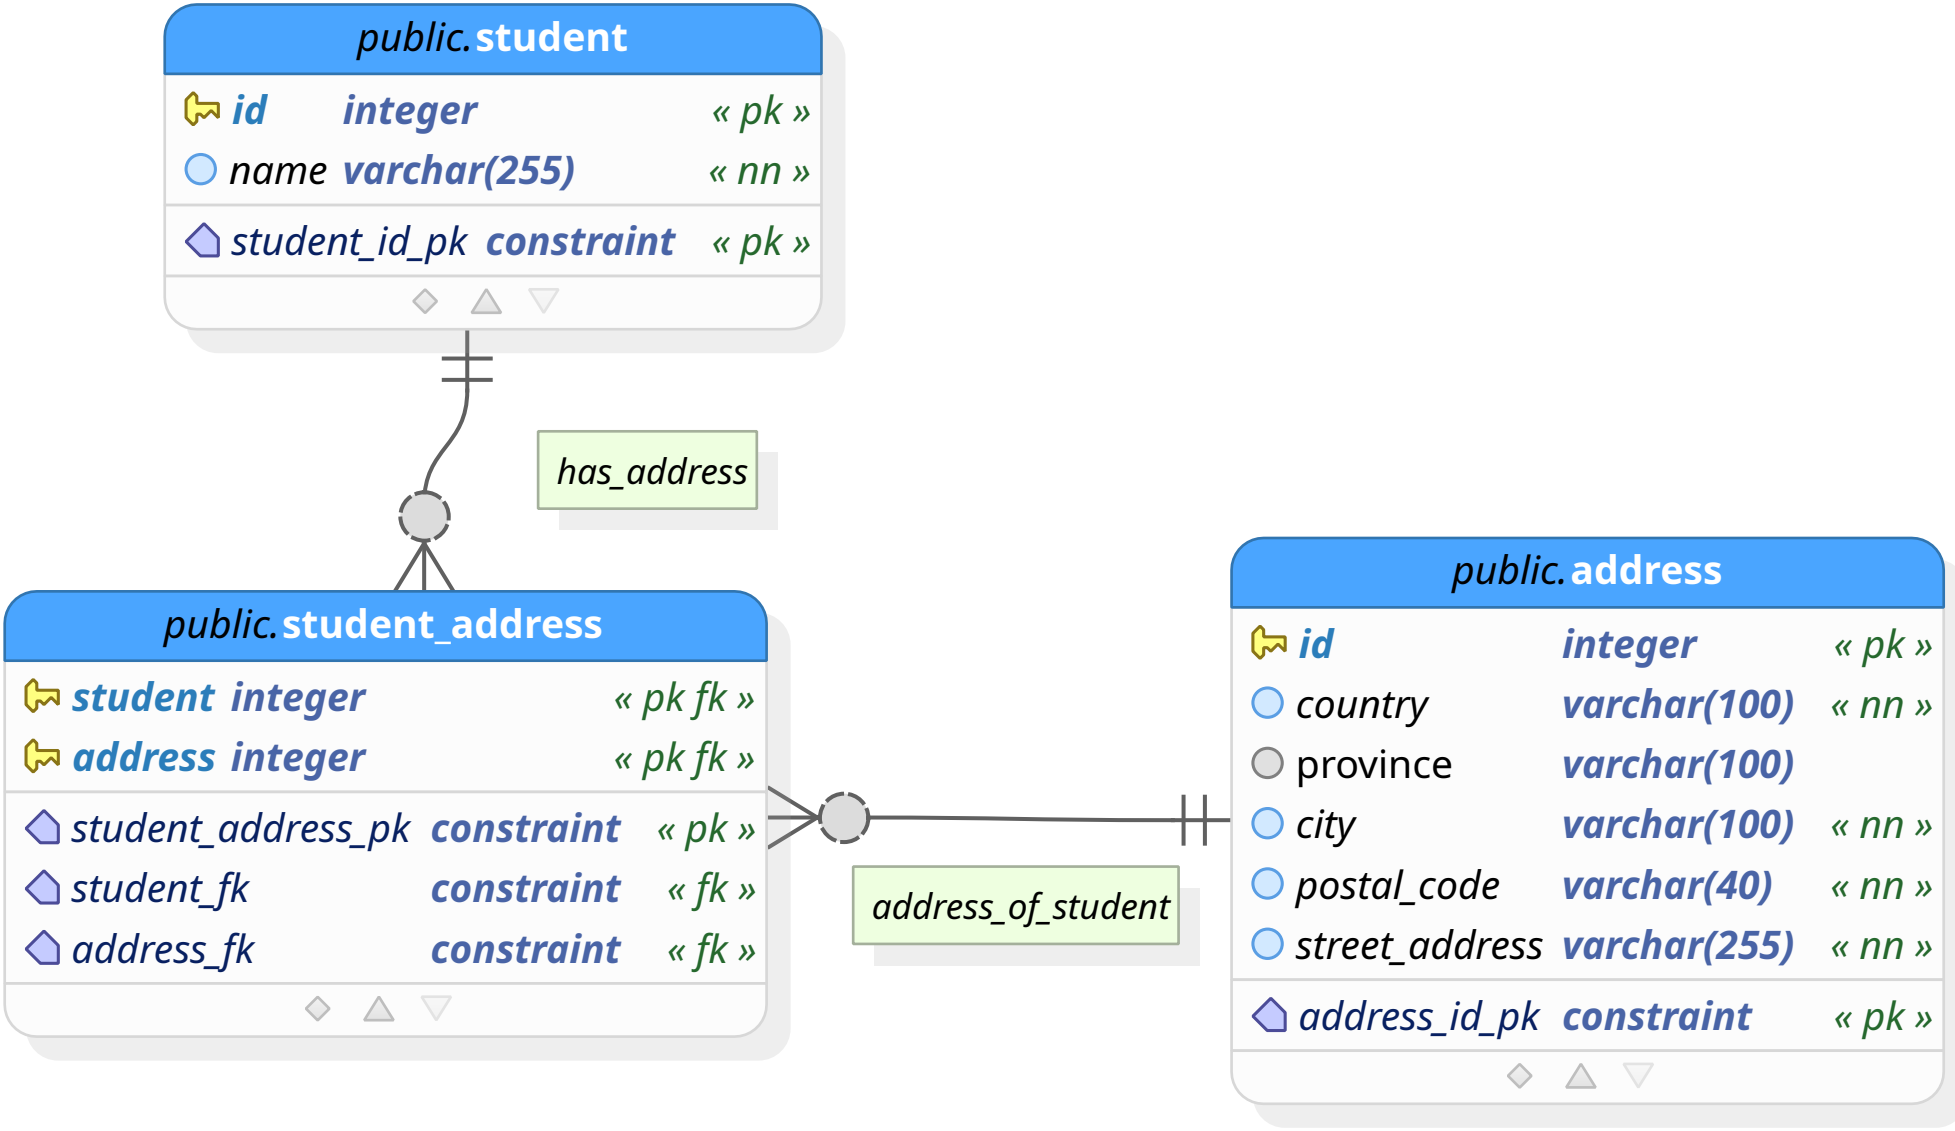 public.student
id integer « pk »
name varchar(255) « nn »
student_id_pk constraint « pk »
has_address
public.student_address
student integer « pk fk »
address integer « pk fk »
student_address_pk constraint « pk »
student_fk constraint « fk »
address_fk constraint « fk »
address_of_student
public.address
id integer « pk »
country varchar(100) « nn »
province varchar(100)
city varchar(100) « nn »
postal_code varchar(40) « nn »
street_address varchar(255) « nn »
address_id_pk constraint « pk »